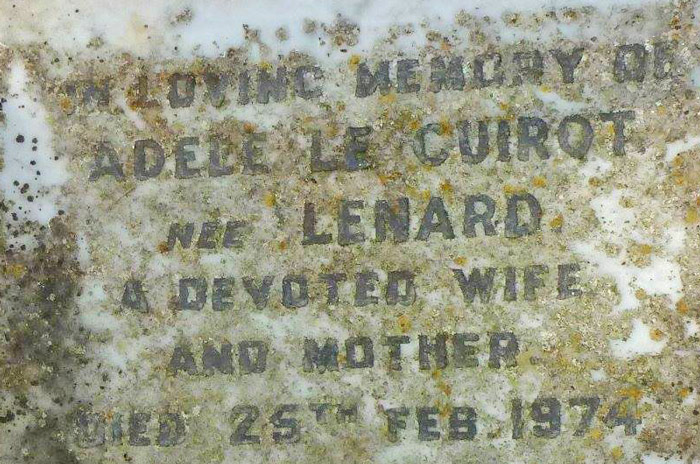 IN LOVING MEMORY OF
ADELE LE CUIROT
NEE LENARD
A DEVOTED WIFE
AND MOTHER
DIED 25TH FEB 1974